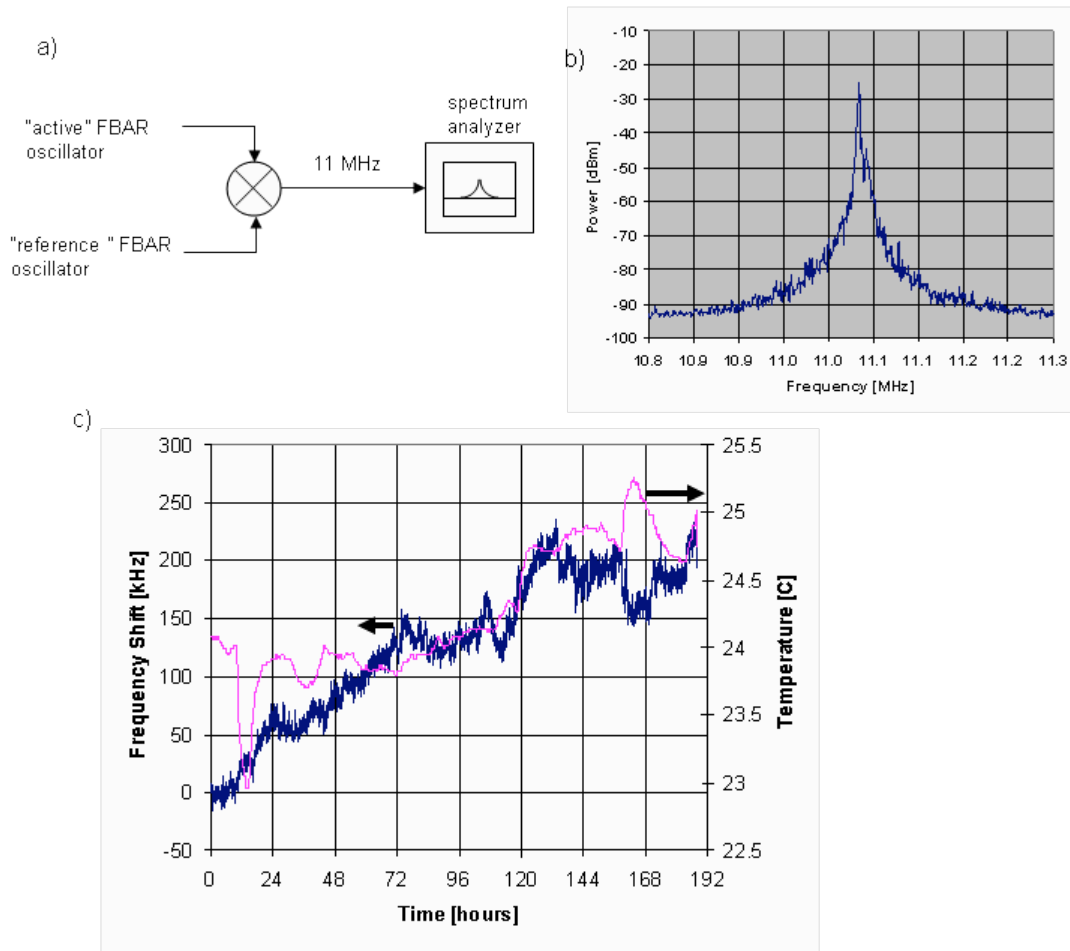 a)
"active" FBAR
oscillator
11 MHz
spectrum
analyzer
"reference " FBAR
oscillator
b)
-10
-20
-30
-40
-50
-60
-70
-80
-90
-100
Power [dBm]
10.8 10.9 10.9 11.0 11.0 11.1 11.1 11.2 11.2 11.3
Frequency [MHz]
c)
300
250
200
150
100
50
0
-50
Frequency Shift [kHz]
25.5
25
24.5
24
23.5
23
22.5
Temperature [C]
0 24 48 72 96 120 144 168 192
Time [hours]